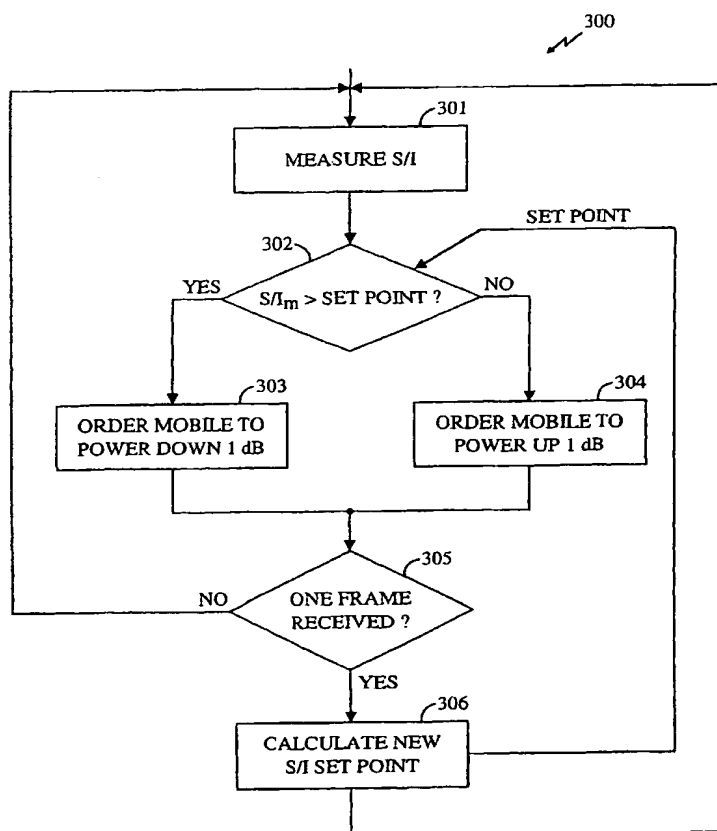 300
301
MEASURE S/I
SET POINT
302
YES
S/Im > SET POINT ?
NO
303
304
ORDER MOBILE TO
POWER DOWN 1 dB
ORDER MOBILE TO
POWER UP 1 dB
305
NO
ONE FRAME
RECEIVED ?
YES
306
CALCULATE NEW
S/I SET POINT